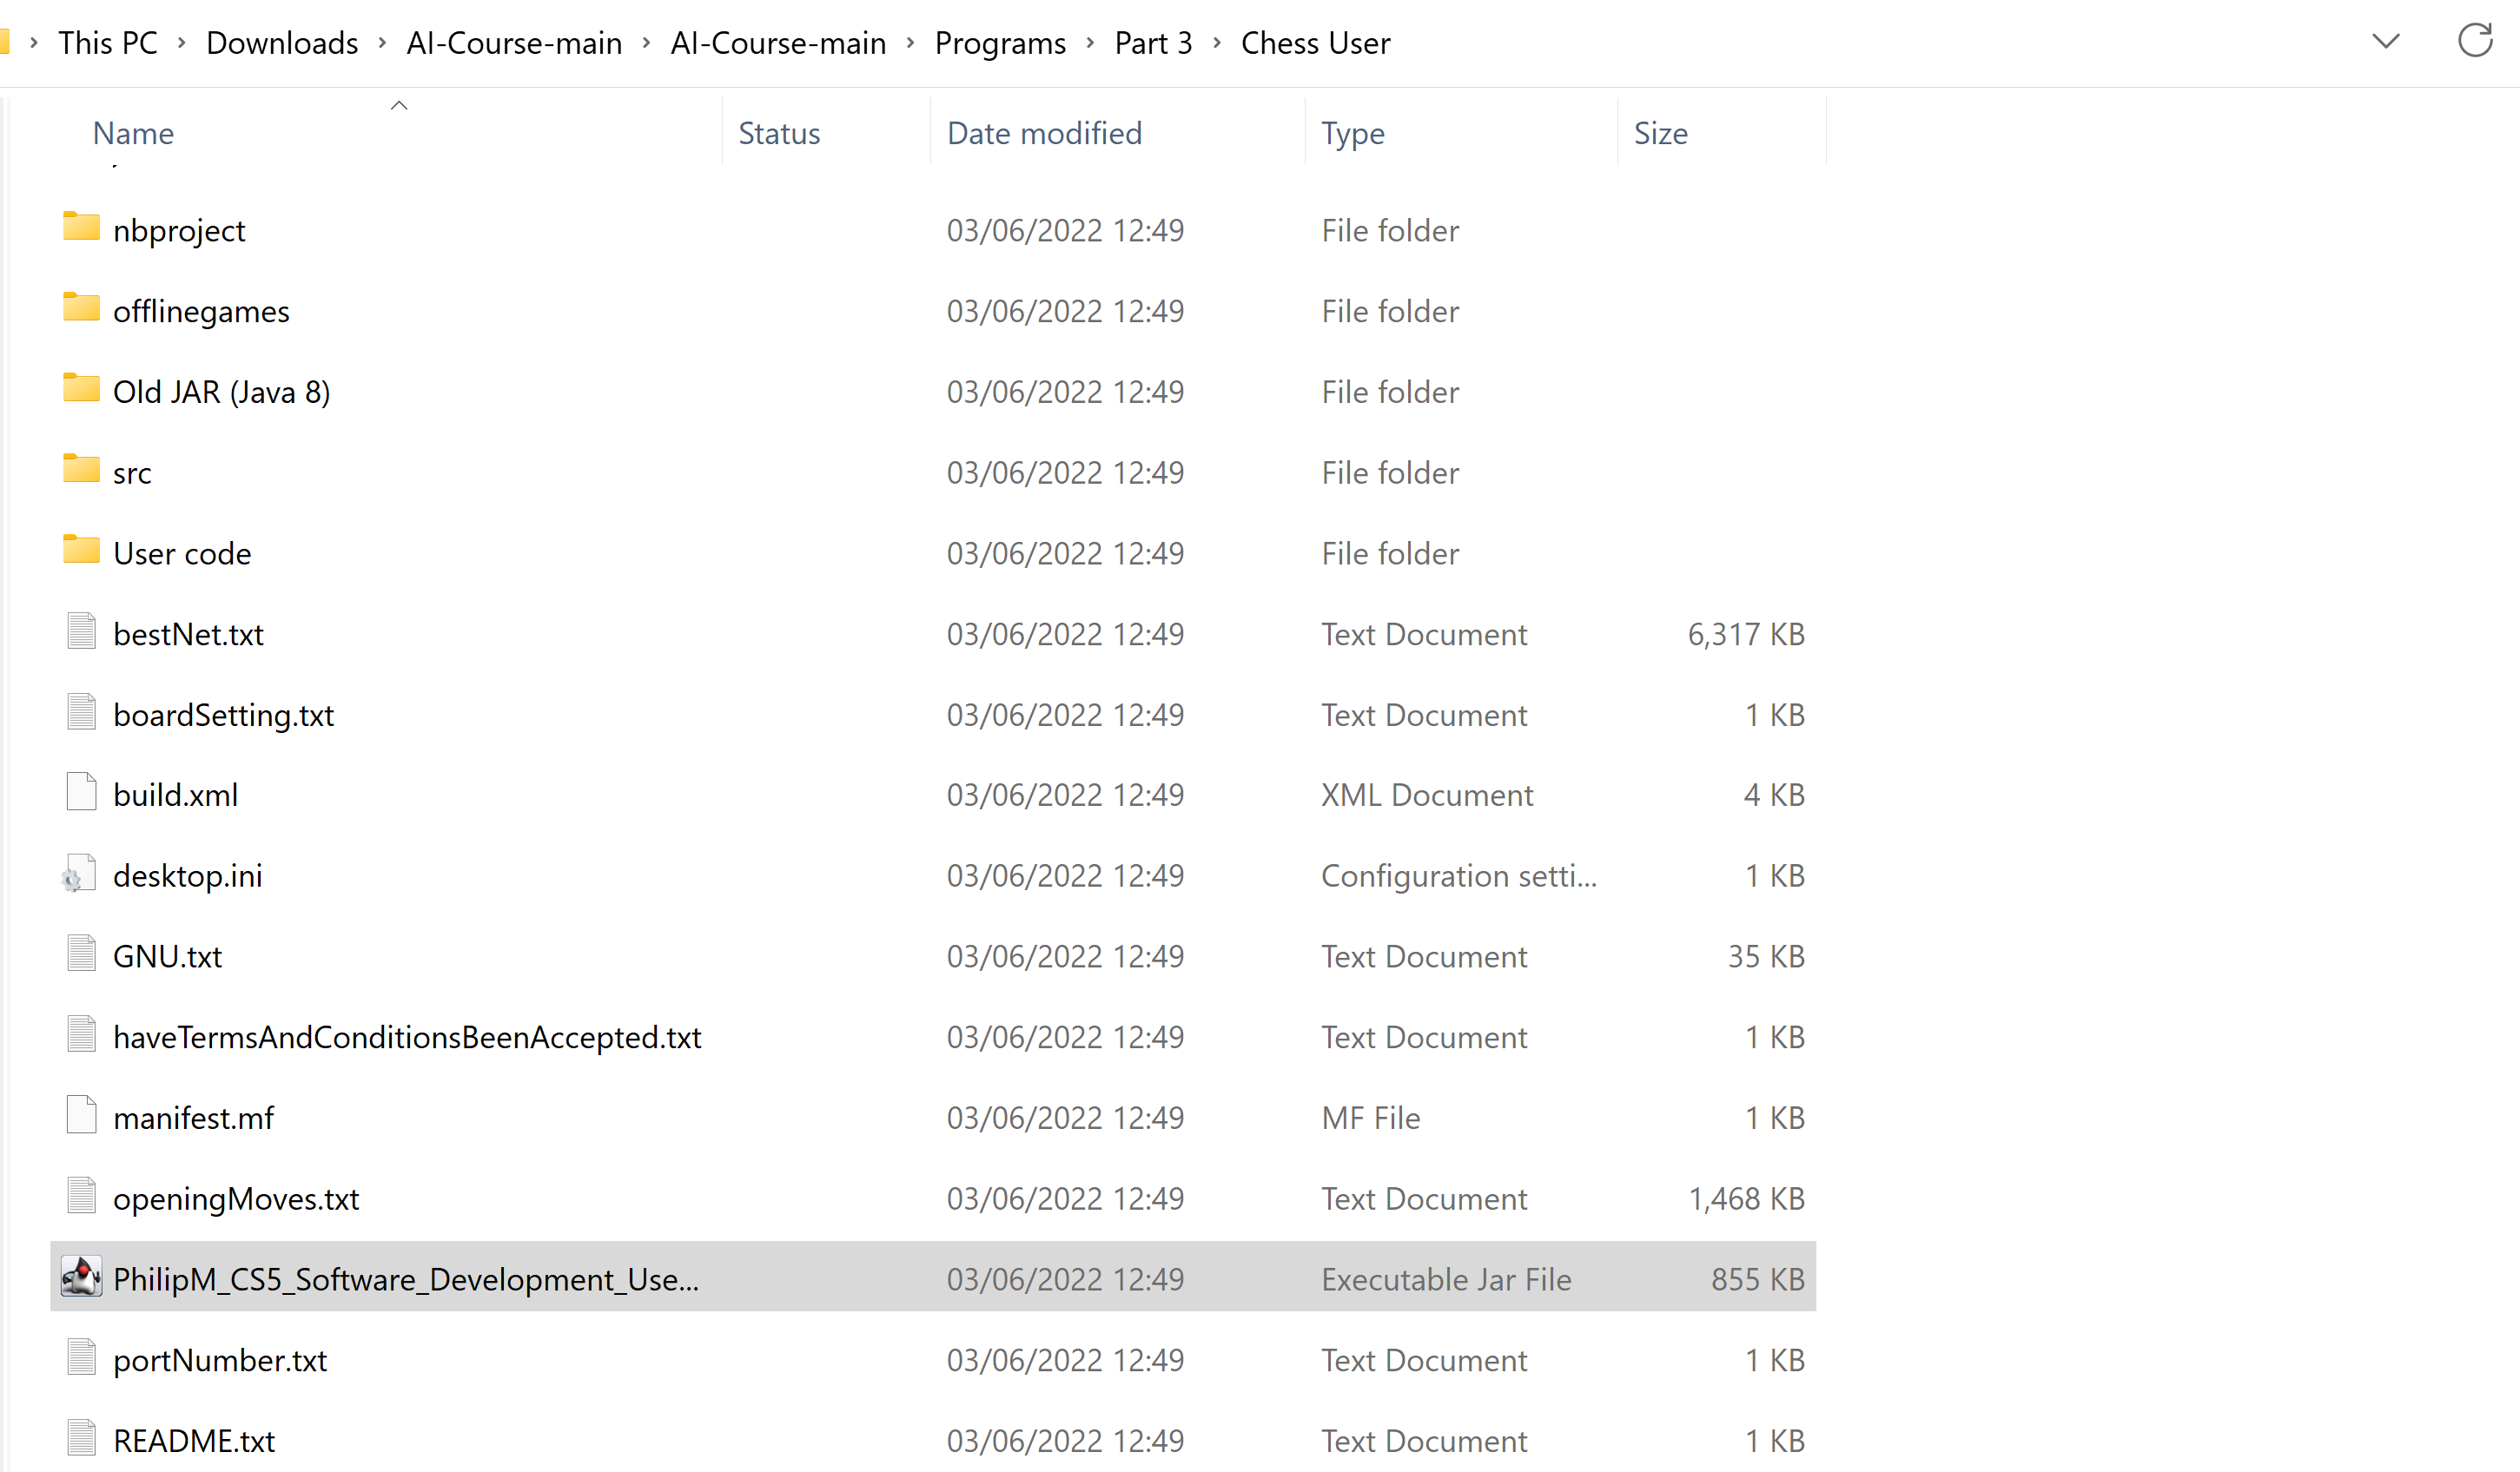 This PC > Downloads > AI-Course-main > AI-Course-main > Programs > Part 3 > Chess User
Name Status Date modified Type Size
nbproject 03/06/2022 12:49 File folder
offlinegames 03/06/2022 12:49 File folder
Old JAR (Java 8) 03/06/2022 12:49 File folder
src 03/06/2022 12:49 File folder
User code 03/06/2022 12:49 File folder
bestNet.txt 03/06/2022 12:49 Text Document 6,317 KB
boardSetting.txt 03/06/2022 12:49 Text Document 1 KB
build.xml 03/06/2022 12:49 XML Document 4 KB
desktop.ini 03/06/2022 12:49 Configuration setti... 1 KB
GNU.txt 03/06/2022 12:49 Text Document 35 KB
haveTermsAndConditionsBeenAccepted.txt 03/06/2022 12:49 Text Document 1 KB
manifest.mf 03/06/2022 12:49 MF File 1 KB
openingMoves.txt 03/06/2022 12:49 Text Document 1,468 KB
PhilipM_CS5_Software_Development_Use... 03/06/2022 12:49 Executable Jar File 855 KB
portNumber.txt 03/06/2022 12:49 Text Document 1 KB
README.txt 03/06/2022 12:49 Text Document 1 KB